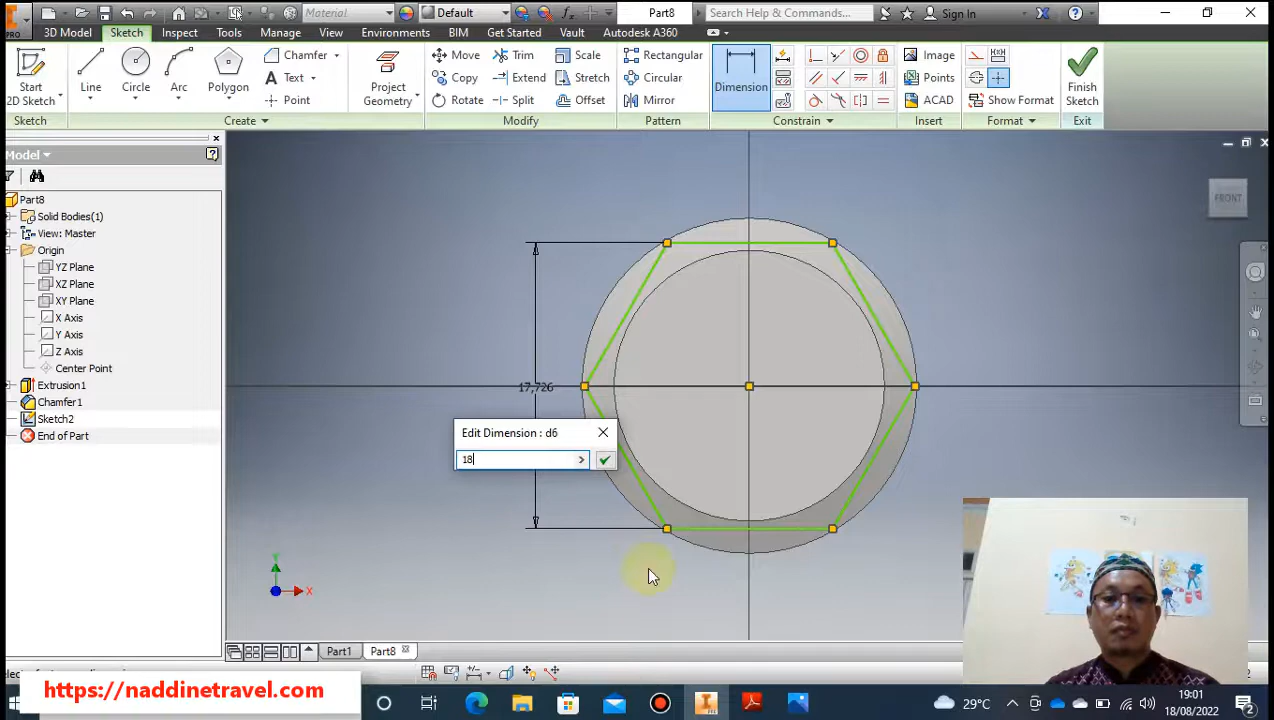 Material
Default
Part8
Search Help & Commands...
Sign In
PRO
3D Model
Sketch
Inspect
Tools
Manage
View
Environments
BIM
Get Started
Vault
Autodesk A360
Start
2D Sketch
Line
Circle
Arc
Polygon
Chamfer
Text
Point
Project
Geometry
Trim
Scale
Copy
Extend
Stretch
Rotate
Split
Offset
Rectangular
Circular
Mirror
Dimension
Image
Points
ACAD
Show Format
Finish
Sketch
Sketch
Create
Modify
Pattern
Constrain
Insert
Format
Exit
Model
Part8
Solid Bodies(1)
View: Master
Origin
YZ Plane
XZ Plane
XY Plane
X Axis
Y Axis
Z Axis
Center Point
Extrusion1
Chamfer1
Sketch2
End of Part
FRONT
17,726
Edit Dimension : d6
18
Y
X
Part1
Part8
https://naddinetravel.com
29°C
19:01
18/08/2022
2